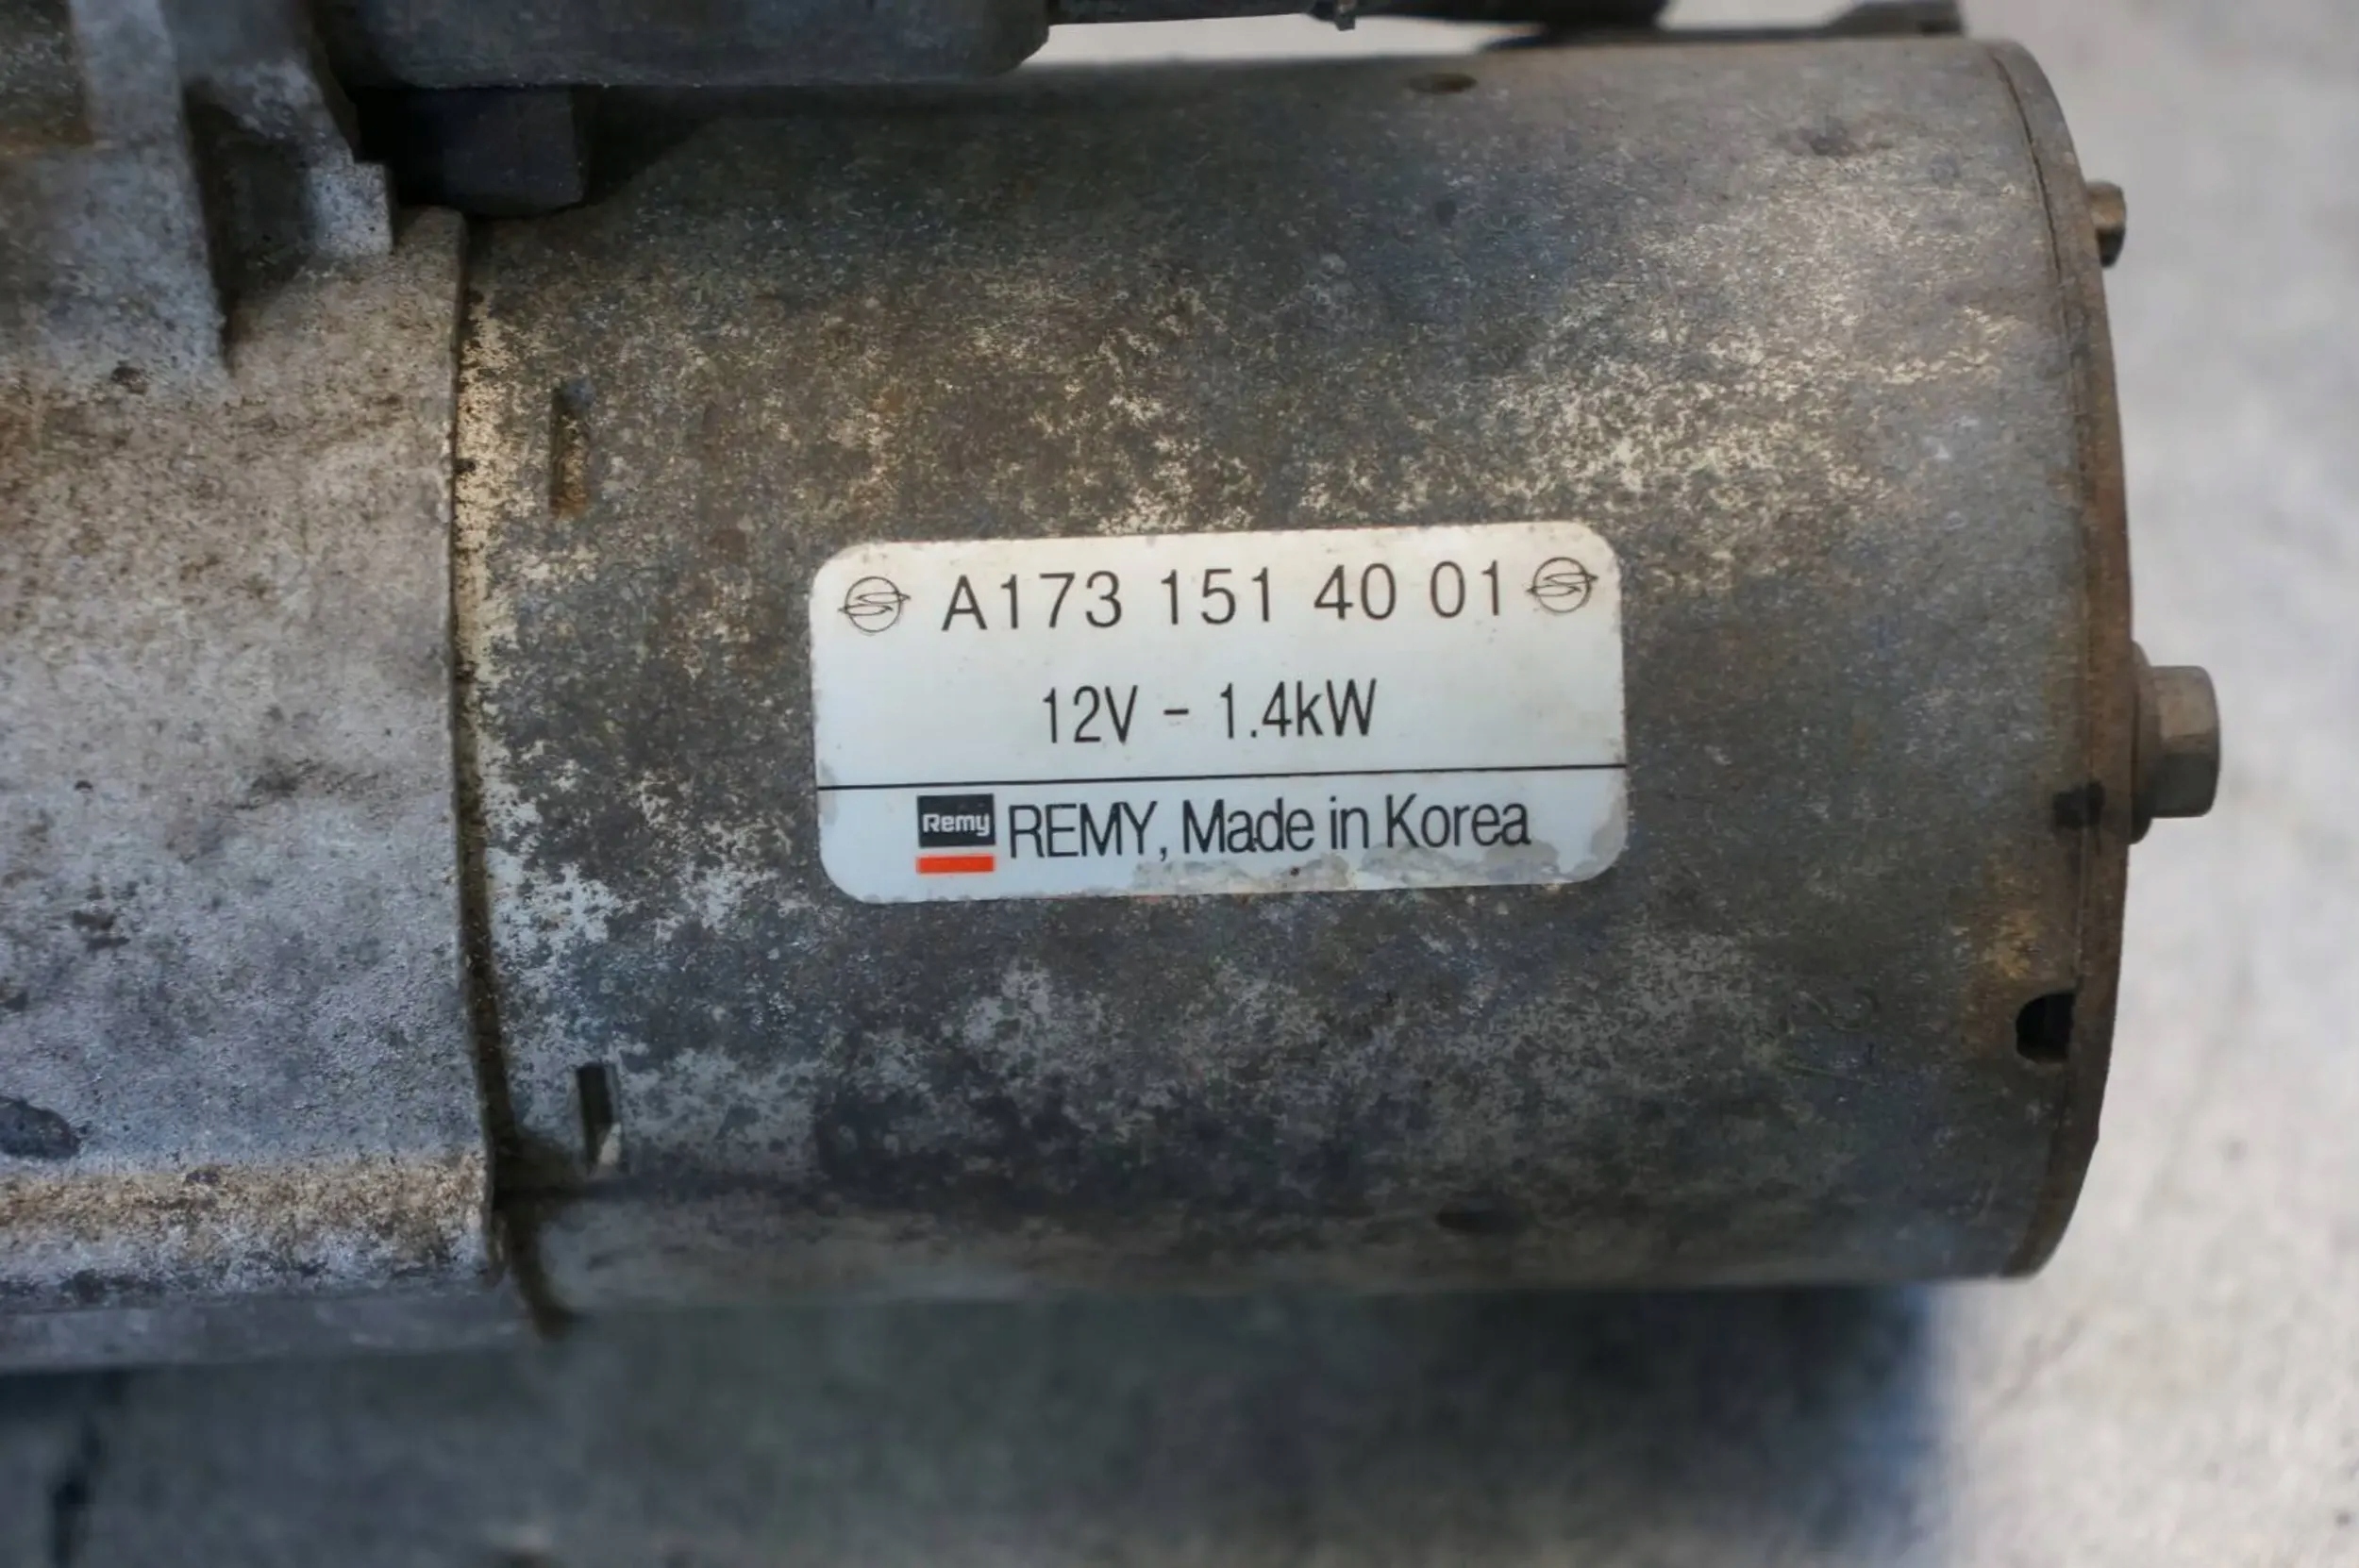 A173 151 40 01
12V - 1.4kW
Remy REMY, Made in Korea